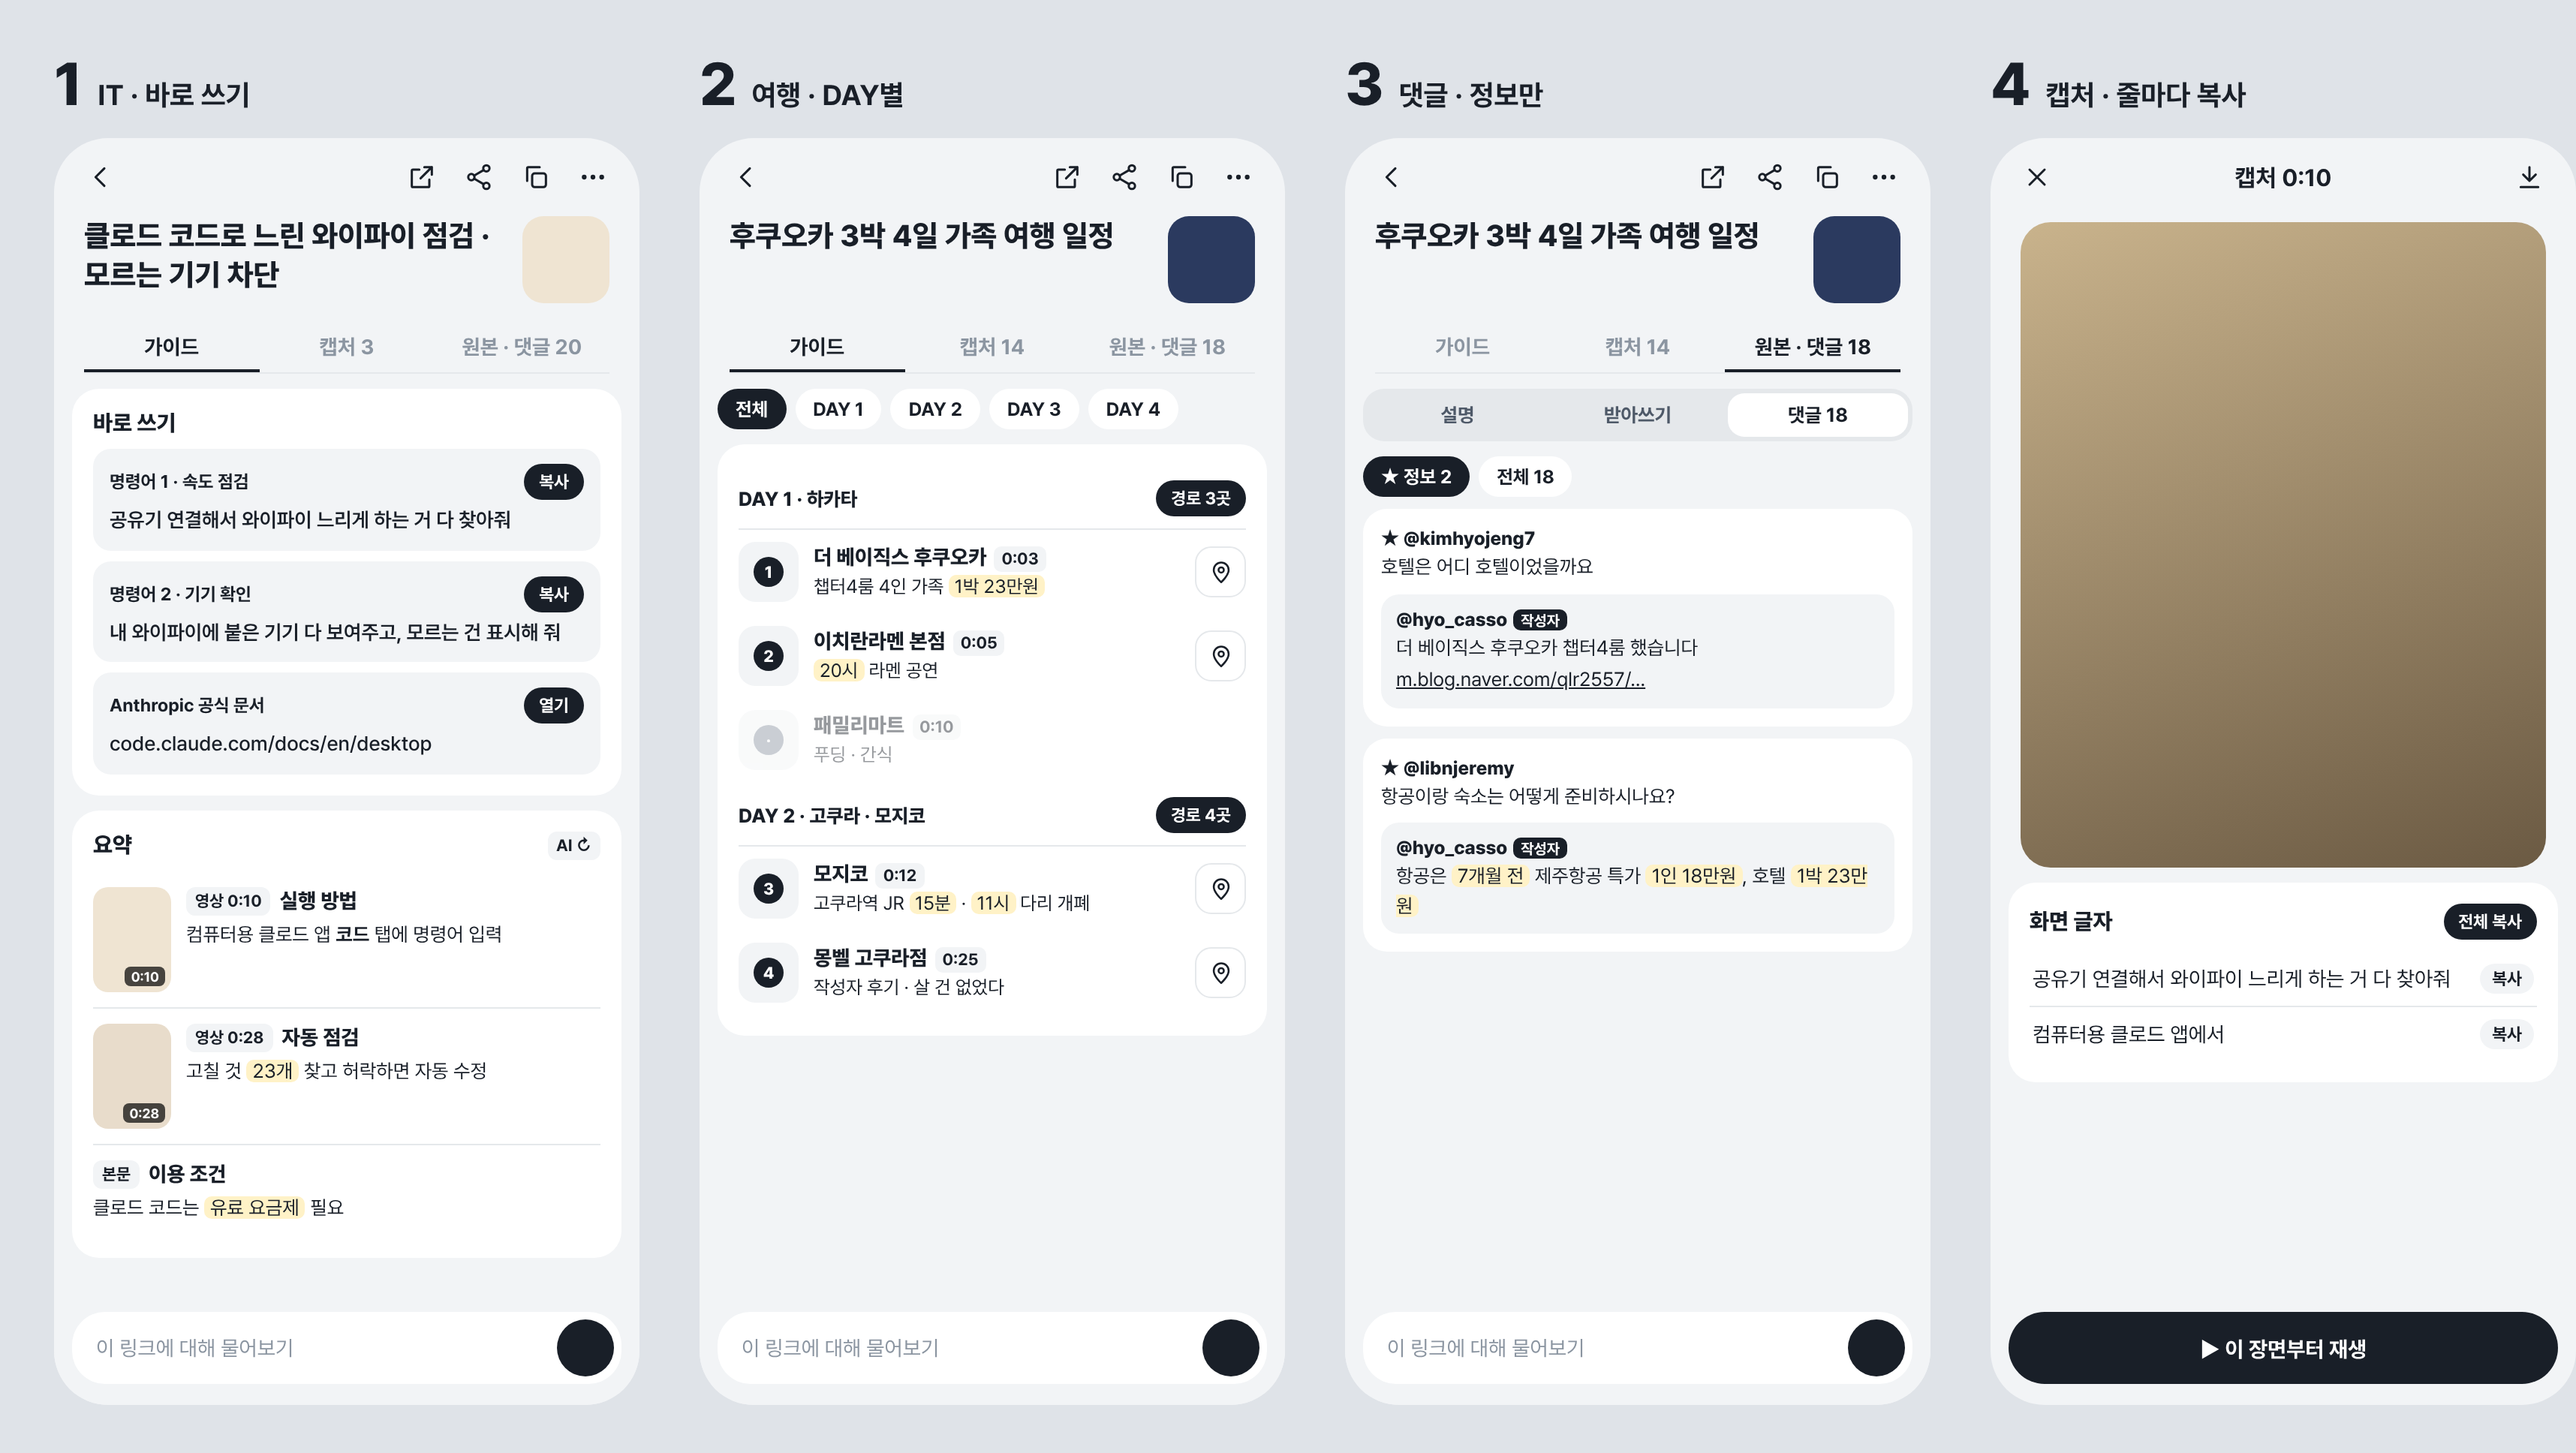 1 IT · 바로 쓰기
클로드 코드로 느린 와이파이 점검 ·
모르는 기기 차단
가이드 캡처 3 원본 · 댓글 20
바로 쓰기
명령어 1 · 속도 점검 복사
공유기 연결해서 와이파이 느리게 하는 거 다 찾아줘
명령어 2 · 기기 확인 복사
내 와이파이에 붙은 기기 다 보여주고, 모르는 건 표시해 줘
Anthropic 공식 문서 열기
code.claude.com/docs/en/desktop
요약 AI
영상 0:10 실행 방법
컴퓨터용 클로드 앱 코드 탭에 명령어 입력
0:10
영상 0:28 자동 점검
고칠 것 23개 찾고 허락하면 자동 수정
0:28
본문 이용 조건
클로드 코드는 유료 요금제 필요
이 링크에 대해 물어보기
2 여행 · DAY별
후쿠오카 3박 4일 가족 여행 일정
가이드 캡처 14 원본 · 댓글 18
전체 DAY 1 DAY 2 DAY 3 DAY 4
DAY 1 · 하카타 경로 3곳
1 더 베이직스 후쿠오카 0:03
챕터4룸 4인 가족 1박 23만원
2 이치란라멘 본점 0:05
20시 라멘 공연
· 패밀리마트 0:10
푸딩 · 간식
DAY 2 · 고쿠라 · 모지코 경로 4곳
3 모지코 0:12
고쿠라역 JR 15분 · 11시 다리 개폐
4 몽벨 고쿠라점 0:25
작성자 후기 · 살 건 없었다
이 링크에 대해 물어보기
3 댓글 · 정보만
후쿠오카 3박 4일 가족 여행 일정
가이드 캡처 14 원본 · 댓글 18
설명 받아쓰기 댓글 18
★ 정보 2 전체 18
★ @kimhyojeng7
호텔은 어디 호텔이었을까요
@hyo_casso 작성자
더 베이직스 후쿠오카 챕터4룸 했습니다
m.blog.naver.com/qlr2557/...
★ @libnjeremy
항공이랑 숙소는 어떻게 준비하시나요?
@hyo_casso 작성자
항공은 7개월 전 제주항공 특가 1인 18만원, 호텔 1박 23만
원
이 링크에 대해 물어보기
4 캡처 · 줄마다 복사
캡처 0:10
화면 글자 전체 복사
공유기 연결해서 와이파이 느리게 하는 거 다 찾아줘 복사
컴퓨터용 클로드 앱에서 복사
▶ 이 장면부터 재생